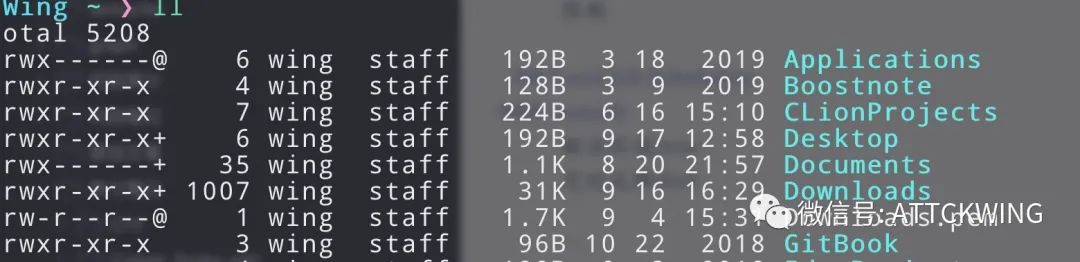 Wing ~ ❯ ll
otal 5208
rwx------@ 6 wing staff 192B 3 18 2019 Applications
rwxr-xr-x 4 wing staff 128B 3 9 2019 Boostnote
rwxr-xr-x 7 wing staff 224B 6 16 15:10 CLionProjects
rwxr-xr-x+ 6 wing staff 192B 9 17 12:58 Desktop
rwx------+ 35 wing staff 1.1K 8 20 21:57 Documents
rwxr-xr-x+ 1007 wing staff 31K 9 16 16:29 Downloads
rw-r--r--@ 1 wing staff 1.7K 9 4 15:31
微信号: ATTCKWING
rwxr-xr-x 3 wing staff 96B 10 22 2018 GitBook